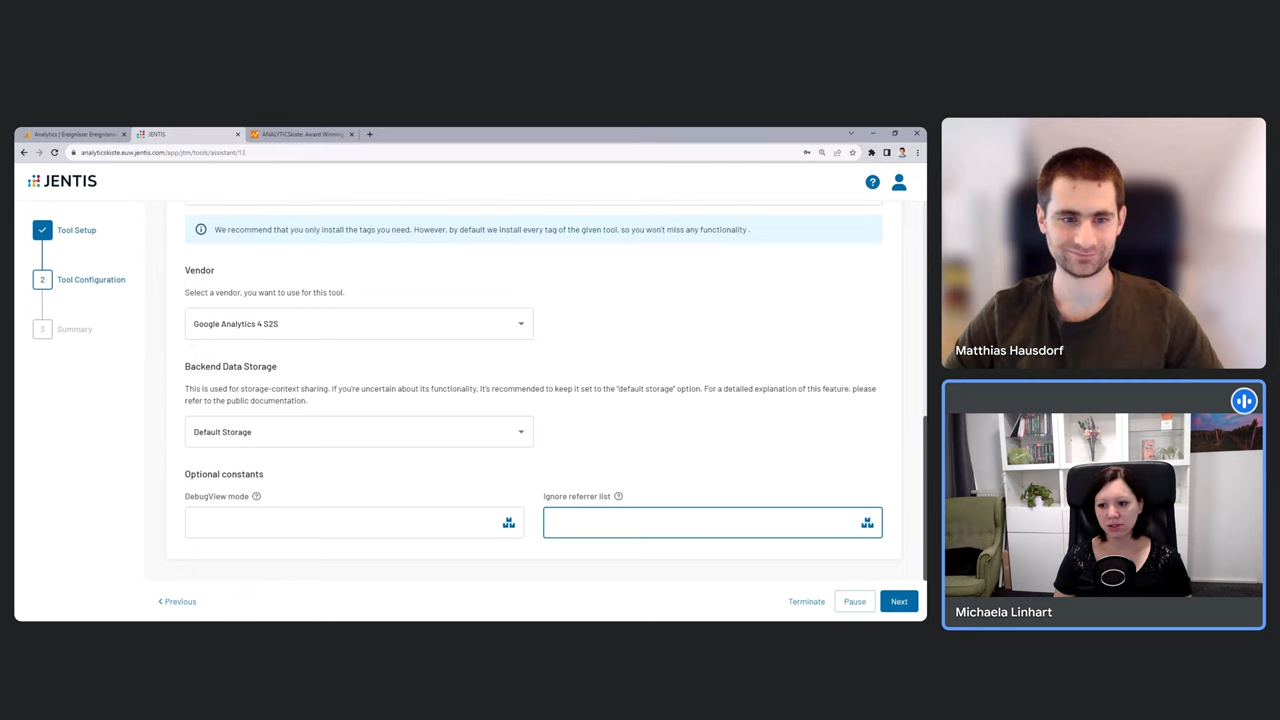 Analytics | Ereignisse: Ereignisna
JENTIS
ANALYTICSkiste: Award Winning
analyticskiste.euw.jentis.com/app/jtm/tools/assistant/13
JENTIS
Tool Setup
2 Tool Configuration
3 Summary
We recommend that you only install the tags you need. However, by default we install every tag of the given tool, so you won't miss any functionality .
Vendor
Select a vendor, you want to use for this tool.
Google Analytics 4 S2S
Backend Data Storage
This is used for storage-context sharing. If you're uncertain about its functionality, it's recommended to keep it set to the "default storage" option. For a detailed explanation of this feature, please
refer to the public documentation.
Default Storage
Optional constants
DebugView mode
Ignore referrer list
Previous
Terminate
Pause
Next
Matthias Hausdorf
Michaela Linhart